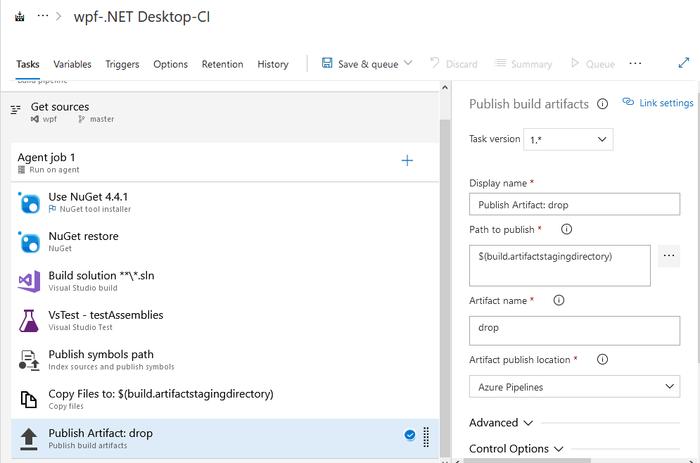 ··· > wpf-.NET Desktop-CI
Tasks Variables Triggers Options Retention History Save & queue Discard Summary Queue ···
Build pipeline
Get sources
wpf master
Agent job 1
Run on agent
+
Use NuGet 4.4.1
NuGet tool installer
NuGet restore
NuGet
Build solution **\*.sln
Visual Studio build
VsTest - testAssemblies
Visual Studio Test
Publish symbols path
Index sources and publish symbols
Copy Files to: $(build.artifactstagingdirectory)
Copy files
Publish Artifact: drop
Publish build artifacts
Publish build artifacts Link settings
Task version 1.*
Display name *
Publish Artifact: drop
Path to publish *
$(build.artifactstagingdirectory)
···
Artifact name *
drop
Artifact publish location *
Azure Pipelines
Advanced
Control Options